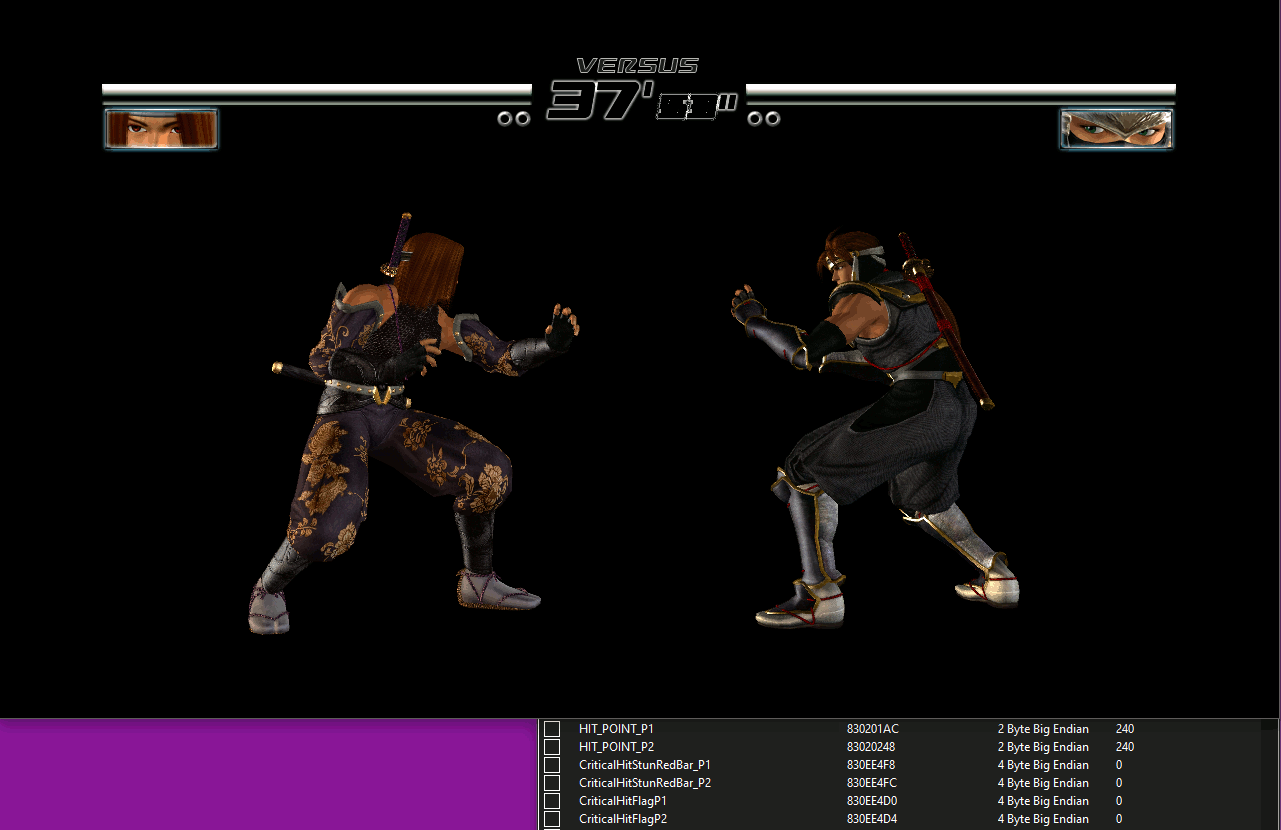 VERSUS
37'
HIT_POINT_P1 830201AC 2 Byte Big Endian 240
HIT_POINT_P2 83020248 2 Byte Big Endian 240
CriticalHitStunRedBar_P1 830EE4F8 4 Byte Big Endian 0
CriticalHitStunRedBar_P2 830EE4FC 4 Byte Big Endian 0
CriticalHitFlagP1 830EE4D0 4 Byte Big Endian 0
CriticalHitFlagP2 830EE4D4 4 Byte Big Endian 0